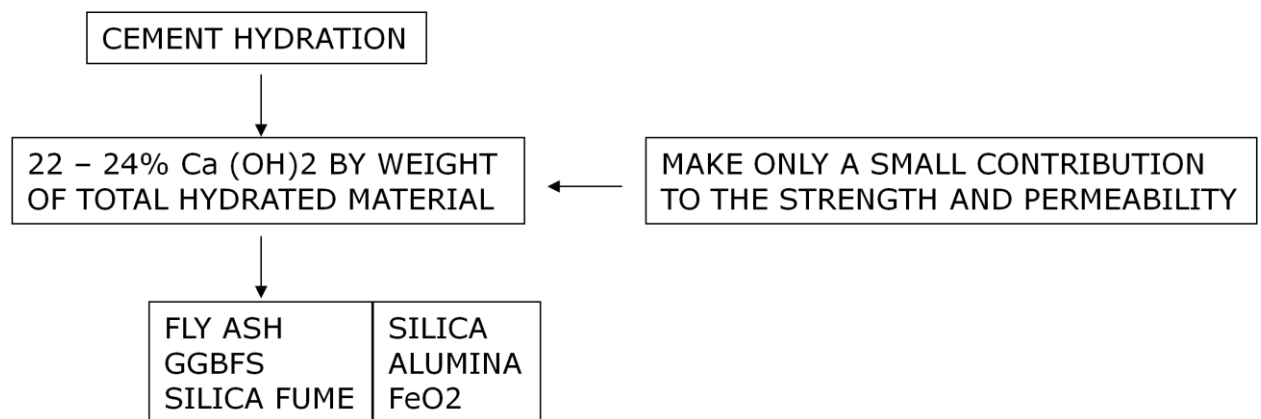 CEMENT HYDRATION
22 – 24% Ca (OH)2 BY WEIGHT
OF TOTAL HYDRATED MATERIAL
MAKE ONLY A SMALL CONTRIBUTION
TO THE STRENGTH AND PERMEABILITY
FLY ASH
GGBFS
SILICA FUME
SILICA
ALUMINA
FeO2